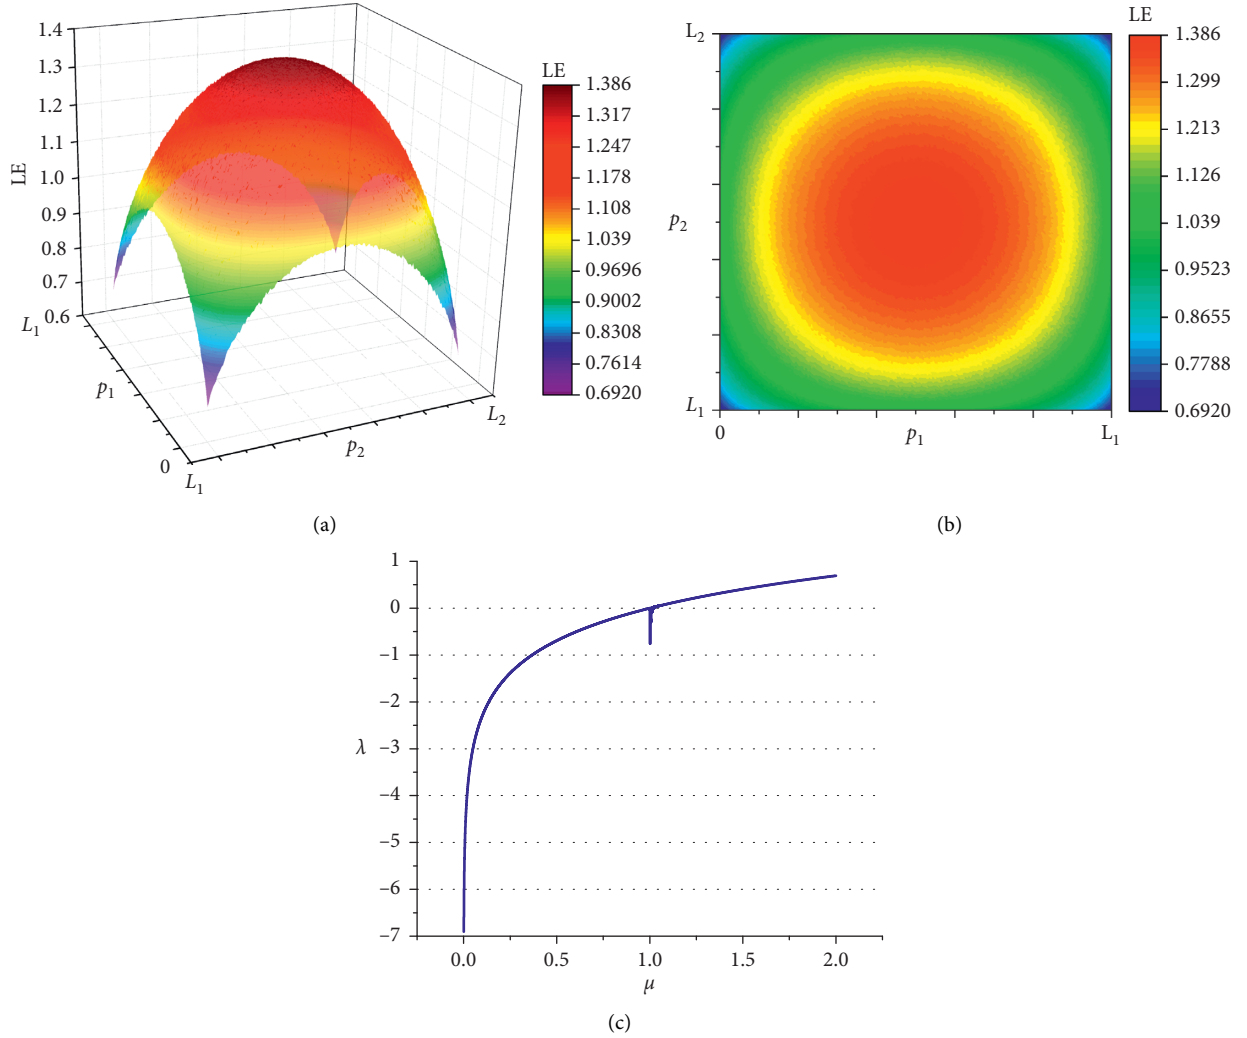 1.4
1.3
1.2
1.1
1.0
0.9
0.8
0.7
0.6
LE
L1
p1
0
L1
p2
L2
LE
1.386
1.317
1.247
1.178
1.108
1.039
0.9696
0.9002
0.8308
0.7614
0.6920
(a)
L2
p2
L1
0
p1
L1
LE
1.386
1.299
1.213
1.126
1.039
0.9523
0.8655
0.7788
0.6920
(b)
1
0
−1
−2
−3
−4
−5
−6
−7
λ
0.0 0.5 1.0 1.5 2.0
μ
(c)